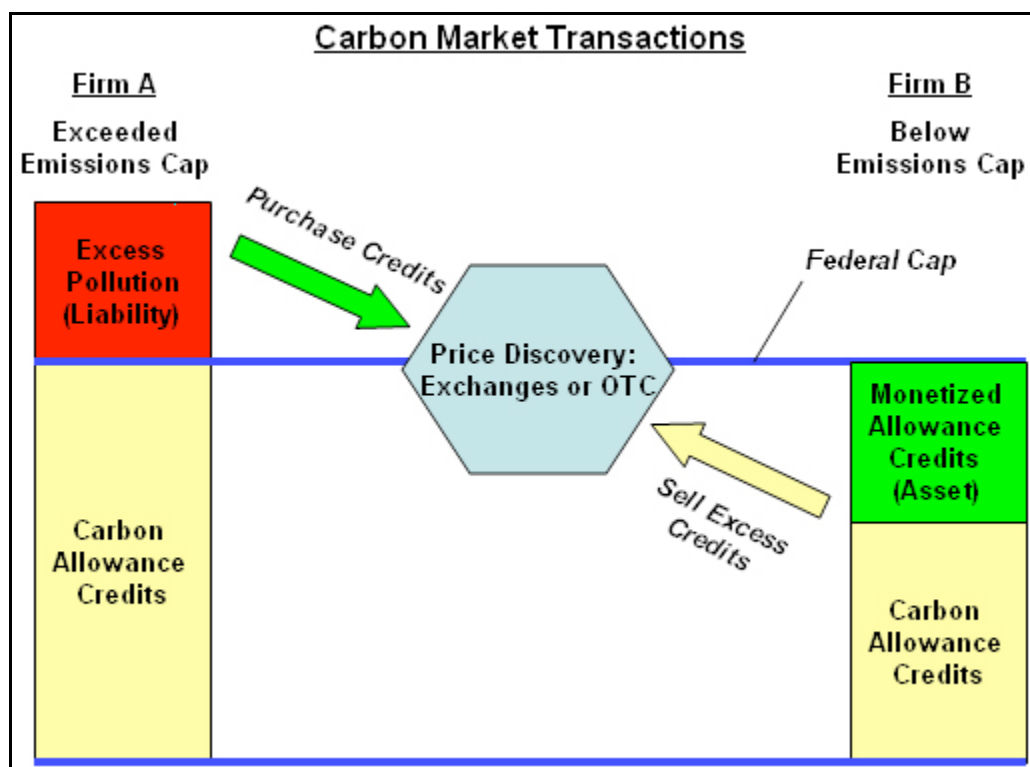 Carbon Market Transactions
Firm A
Exceeded
Emissions Cap
Firm B
Below
Emissions Cap
Excess
Pollution
(Liability)
Purchase Credits
Federal Cap
Price Discovery:
Exchanges or OTC
Monetized
Allowance
Credits
(Asset)
Sell Excess
Credits
Carbon
Allowance
Credits
Carbon
Allowance
Credits